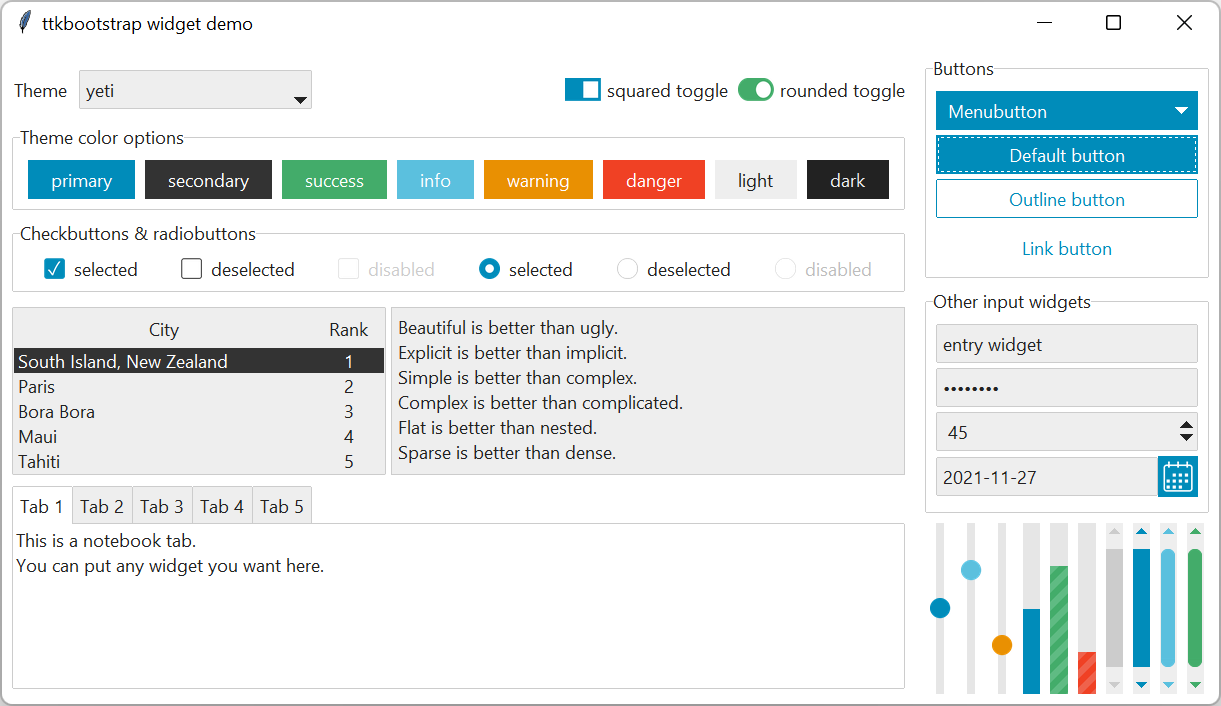 ttkbootstrap widget demo
Theme yeti squared toggle rounded toggle
Theme color options
primary secondary success info warning danger light dark
Checkbuttons & radiobuttons
selected deselected disabled selected deselected disabled
City Rank
South Island, New Zealand 1
Paris 2
Bora Bora 3
Maui 4
Tahiti 5
Beautiful is better than ugly.
Explicit is better than implicit.
Simple is better than complex.
Complex is better than complicated.
Flat is better than nested.
Sparse is better than dense.
Tab 1 Tab 2 Tab 3 Tab 4 Tab 5
This is a notebook tab.
You can put any widget you want here.
Buttons
Menubutton
Default button
Outline button
Link button
Other input widgets
entry widget
••••••••
45
2021-11-27